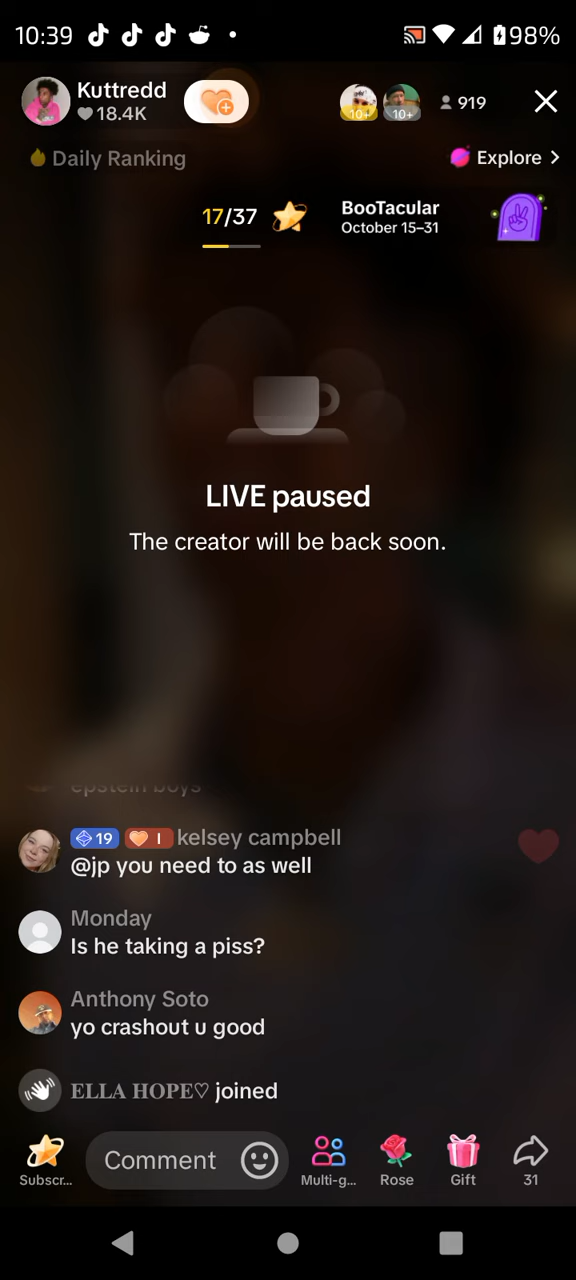 10:39
98%
Kuttredd
18.4K
10+
10+
919
Daily Ranking
Explore
17/37
BooTacular
October 15–31
LIVE paused
The creator will be back soon.
epstein boys
19
I
kelsey campbell
@jp you need to as well
Monday
Is he taking a piss?
Anthony Soto
yo crashout u good
ELLA HOPE♡ joined
Subscr...
Comment
Multi-g...
Rose
Gift
31